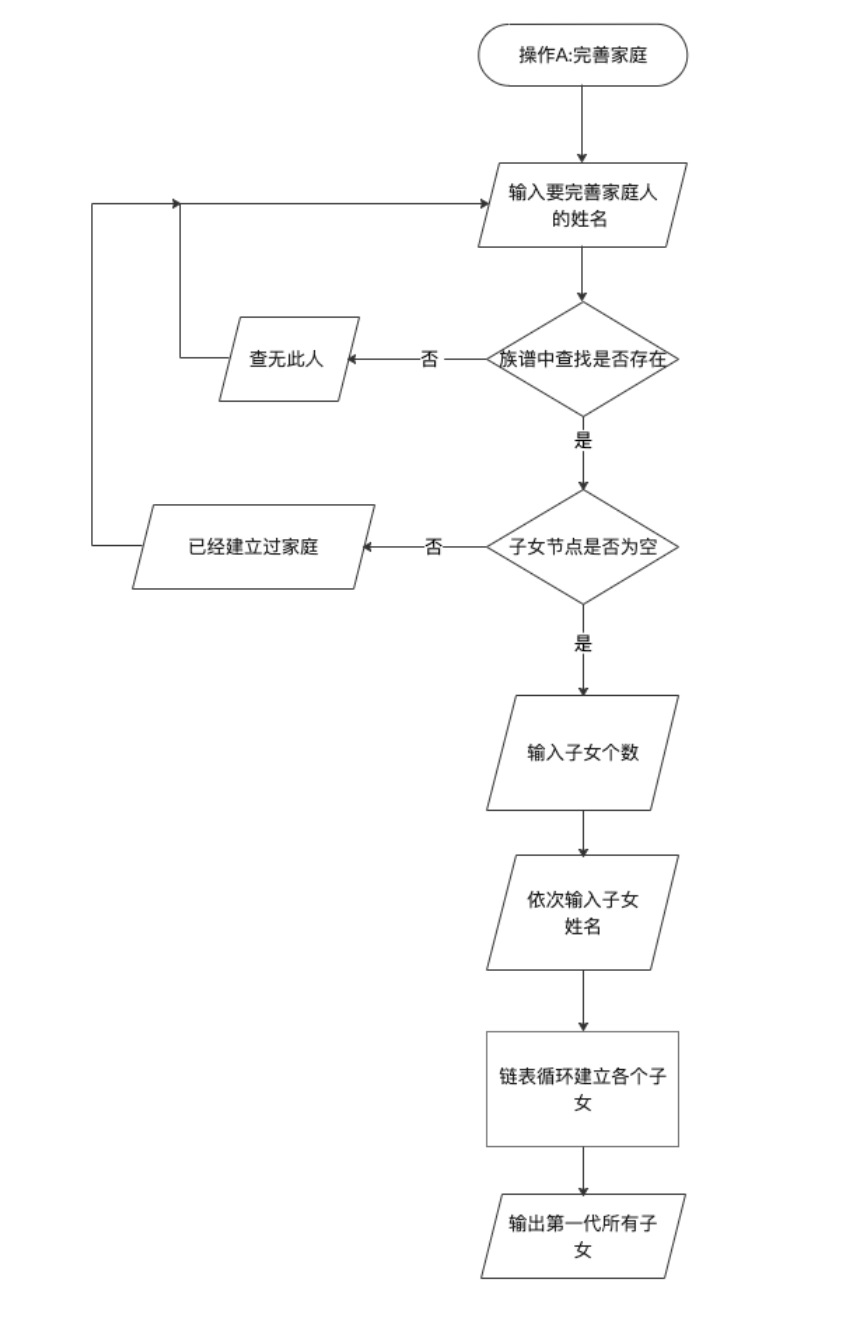 操作A:完善家庭
输入要完善家庭人
的姓名
查无此人
否
族谱中查找是否存在
是
已经建立过家庭
否
子女节点是否为空
是
输入子女个数
依次输入子女
姓名
链表循环建立各个子
女
输出第一代所有子
女